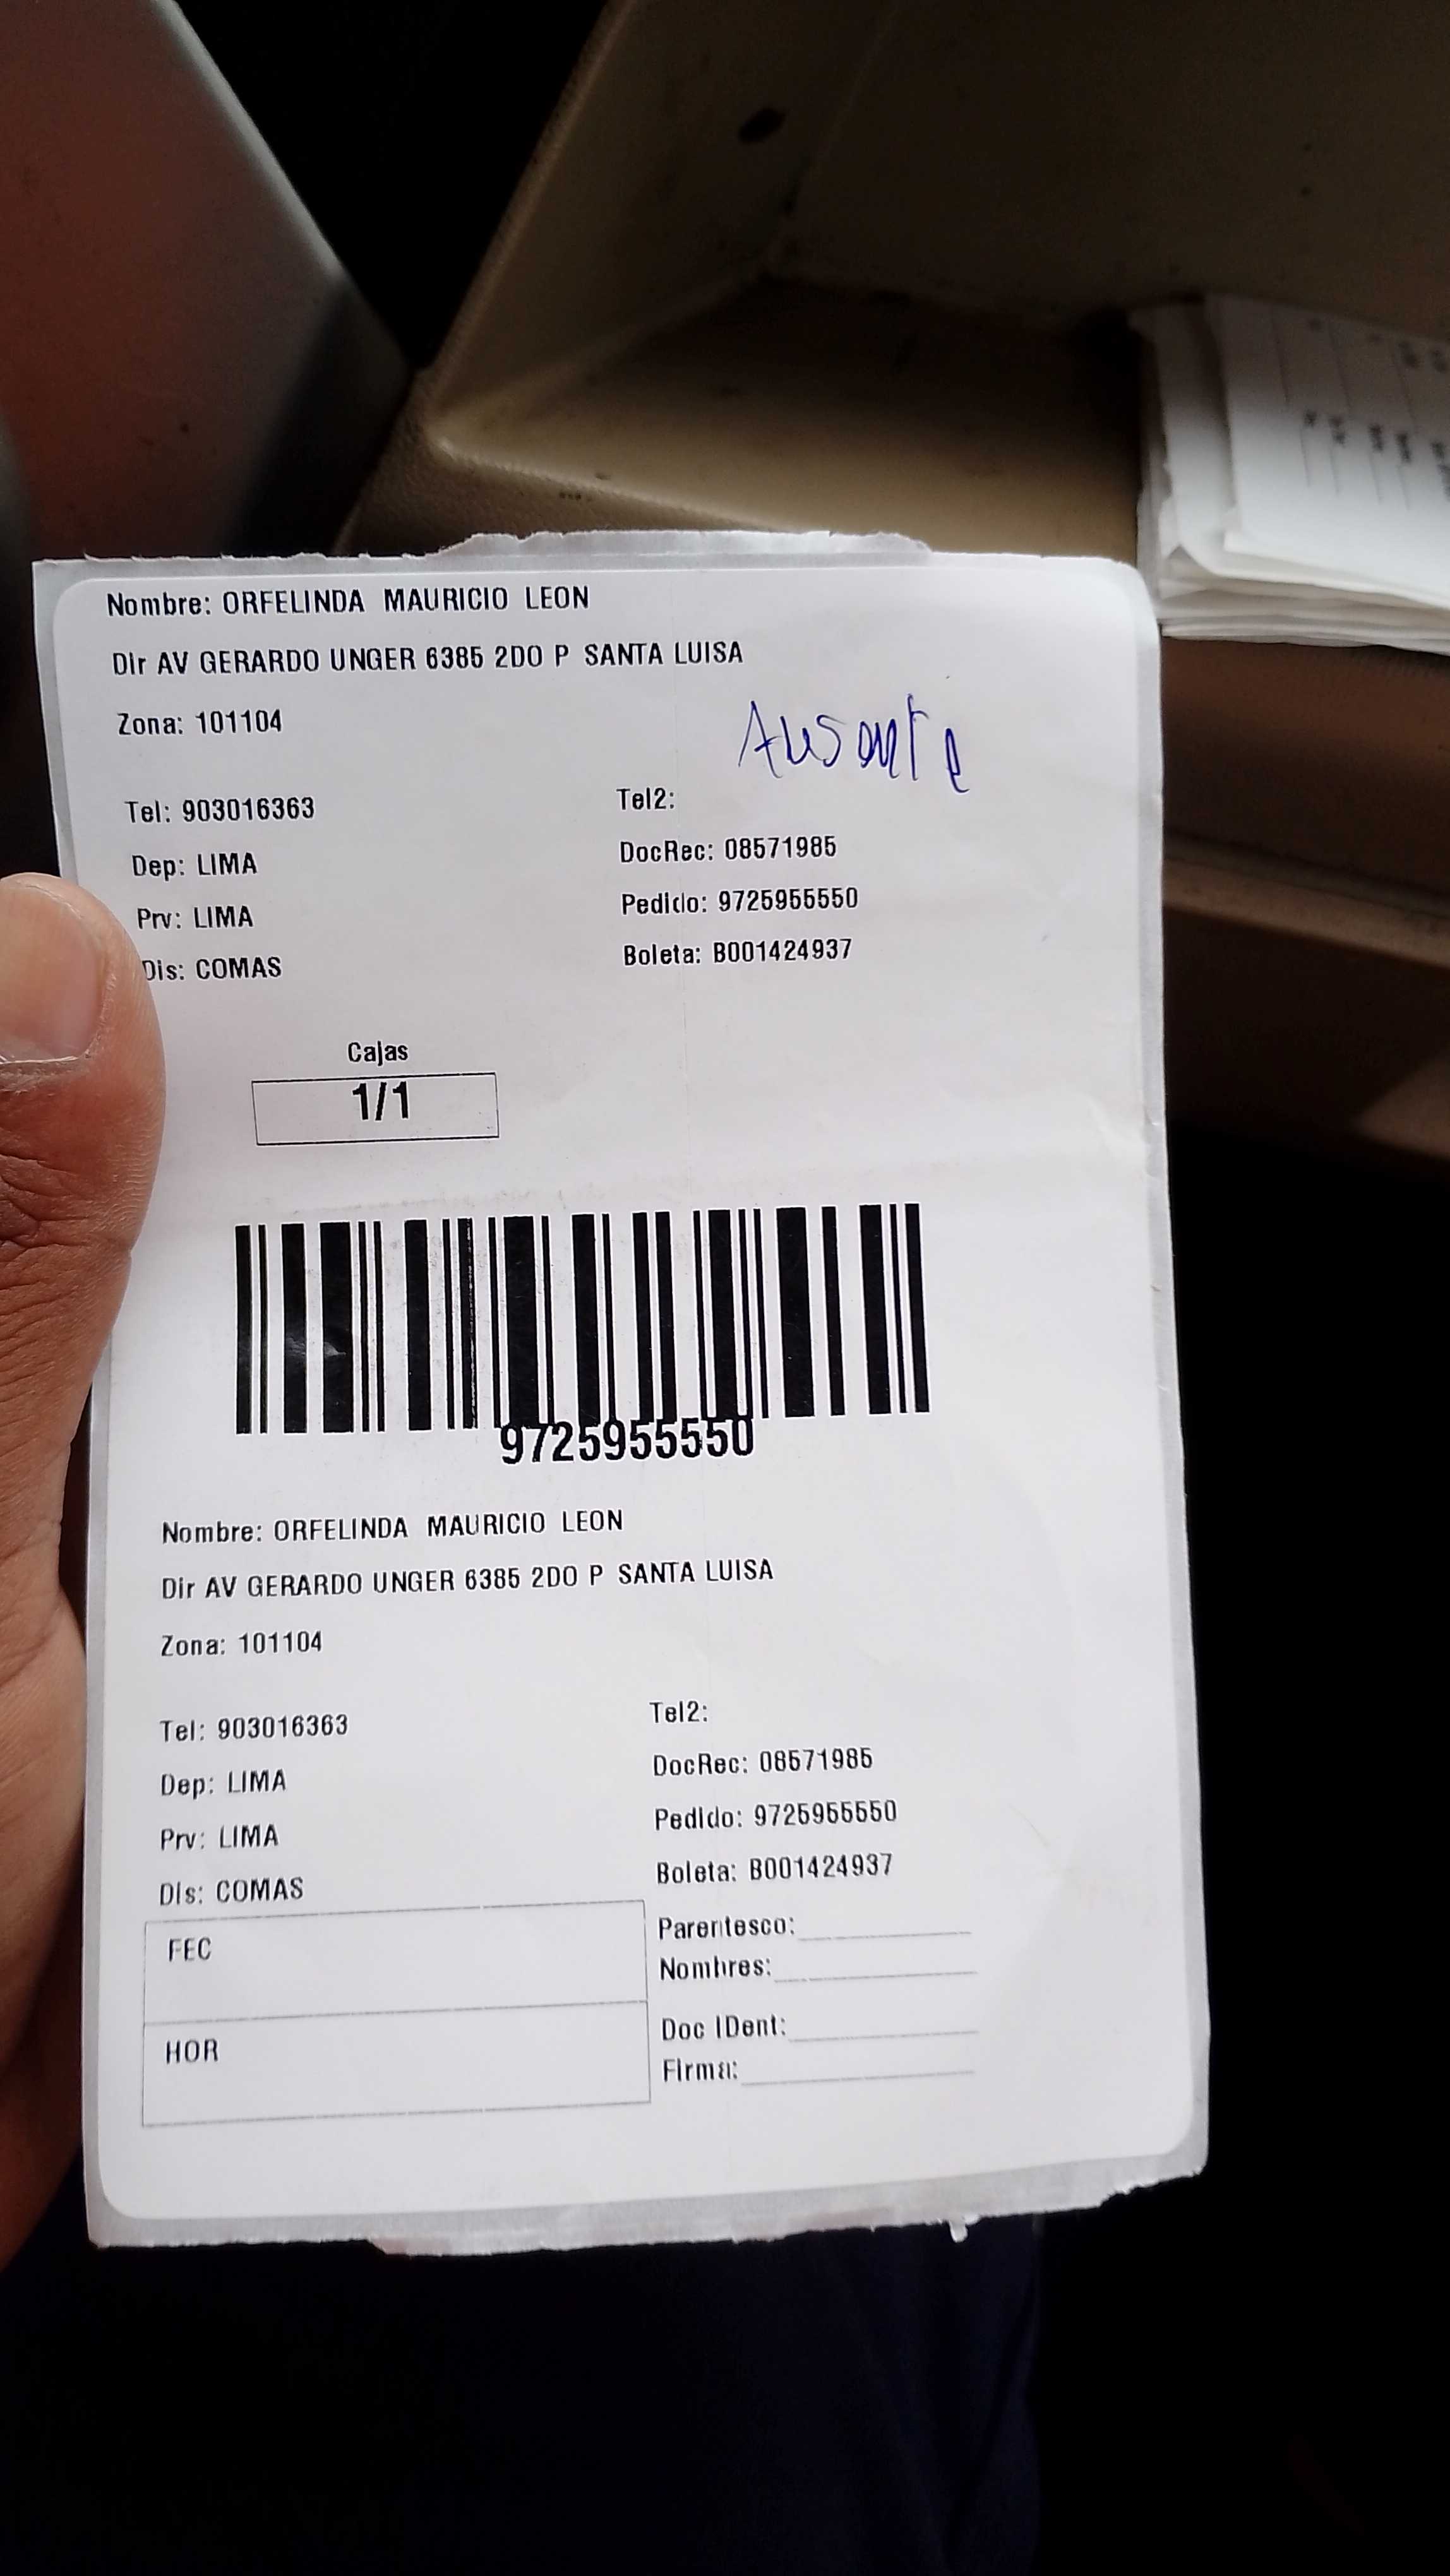 Nombre: ORFELINDA MAURICIO LEON
Dir AV GERARDO UNGER 6385 2DO P SANTA LUISA
Zona: 101104
Ausente
Tel: 903016363
Tel2:
Dep: LIMA
DocRec: 08571985
Prv: LIMA
Pedido: 9725955550
Dis: COMAS
Boleta: B001424937
Cajas
1/1
9725955550
Nombre: ORFELINDA MAURICIO LEON
Dir AV GERARDO UNGER 6385 2DO P SANTA LUISA
Zona: 101104
Tel: 903016363
Tel2:
Dep: LIMA
DocRec: 08571985
Prv: LIMA
Pedido: 9725955550
Dis: COMAS
Boleta: B001424937
FEC
Parentesco:
Nombres:
HOR
Doc IDent:
Firma: